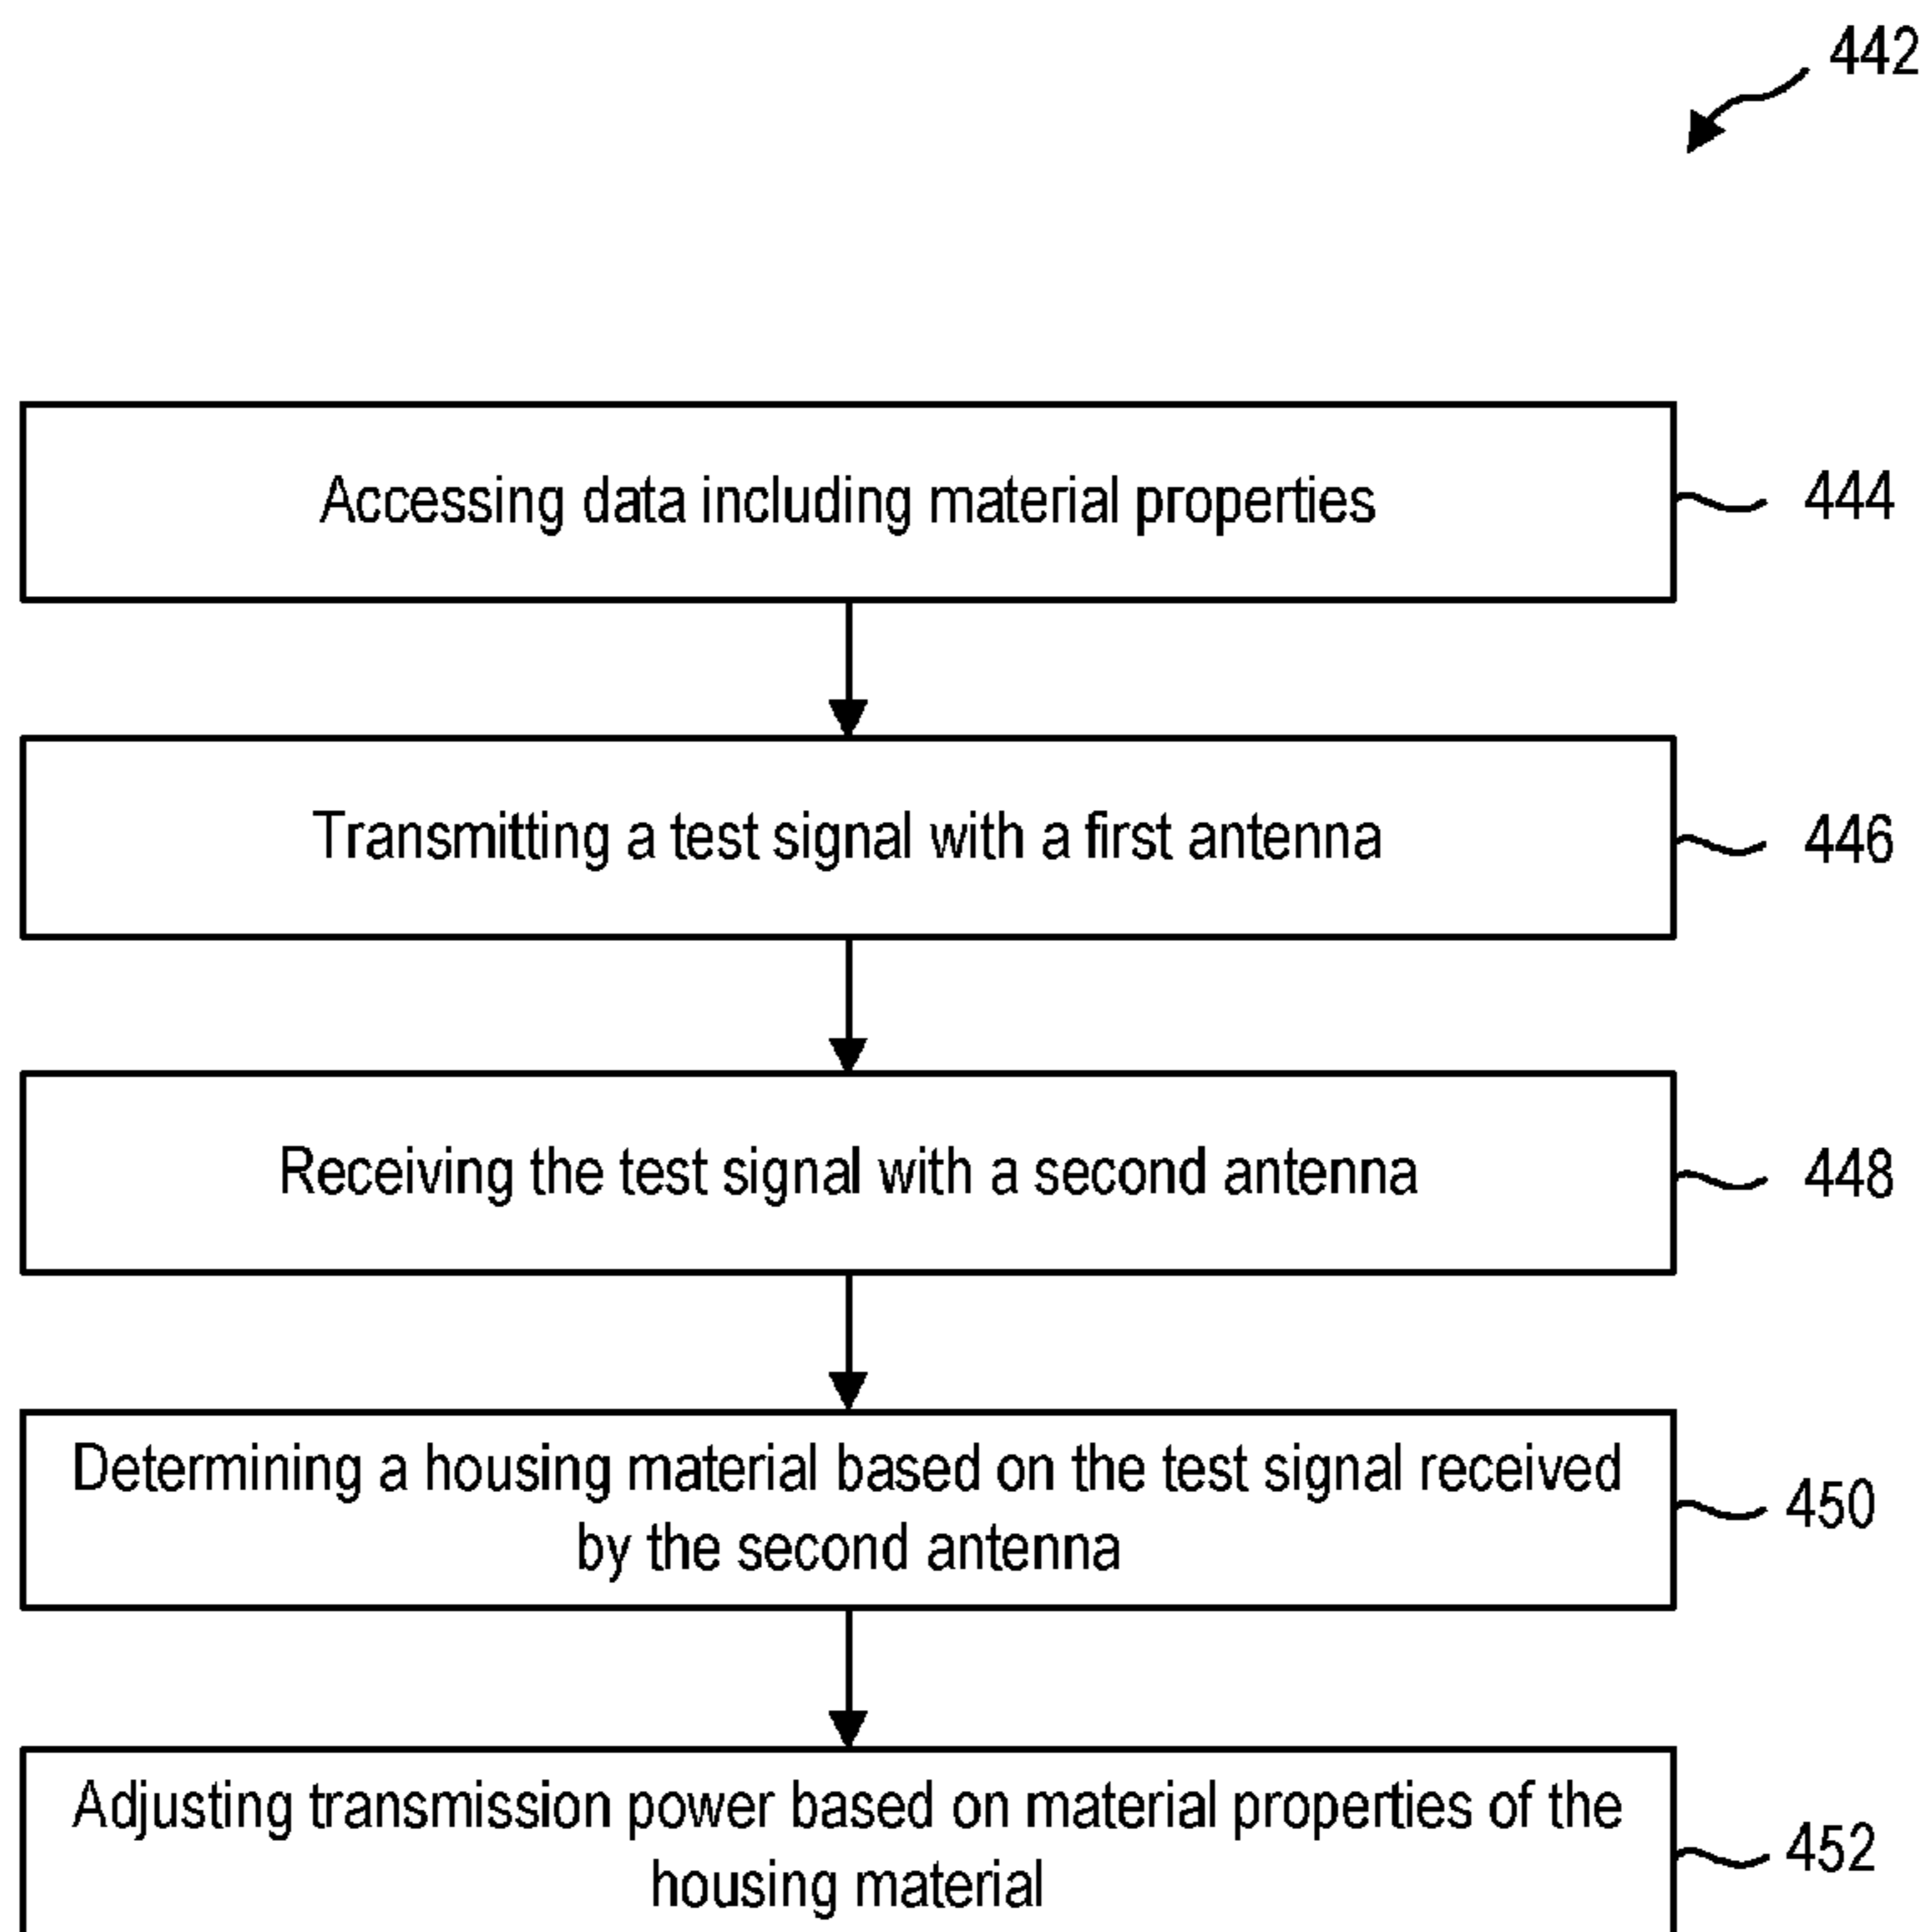 442
Accessing data including material properties
444
Transmitting a test signal with a first antenna
446
Receiving the test signal with a second antenna
448
Determining a housing material based on the test signal received
by the second antenna
450
Adjusting transmission power based on material properties of the
housing material
452